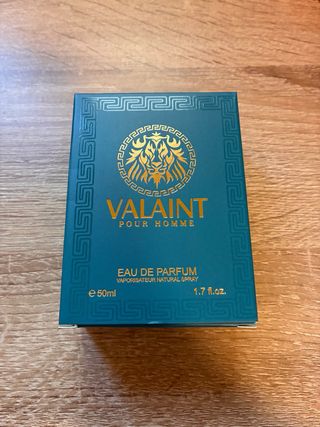 VALAINT
POUR HOMME
EAU DE PARFUM
VAPORISATEUR NATURAL SPRAY
℮ 50ml 1.7 fl.oz.